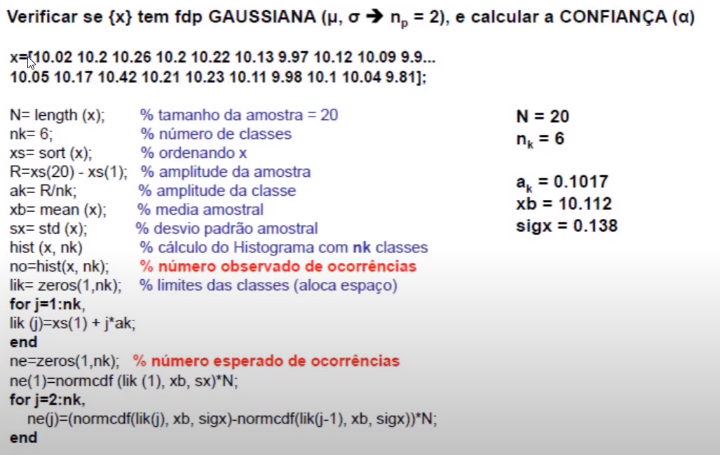 Verificar se {x} tem fdp GAUSSIANA (μ, σ ➔ nₚ = 2), e calcular a CONFIANÇA (α)
x=[10.02 10.2 10.26 10.2 10.22 10.13 9.97 10.12 10.09 9.9...
10.05 10.17 10.42 10.21 10.23 10.11 9.98 10.1 10.04 9.81];
N= length (x); % tamanho da amostra = 20
nk= 6; % número de classes
xs= sort (x); % ordenando x
R=xs(20) - xs(1); % amplitude da amostra
ak= R/nk; % amplitude da classe
xb= mean (x); % media amostral
sx= std (x); % desvio padrão amostral
hist (x, nk) % cálculo do Histograma com nk classes
no=hist(x, nk); % número observado de ocorrências
lik= zeros(1,nk); % limites das classes (aloca espaço)
for j=1:nk,
lik (j)=xs(1) + j*ak;
end
ne=zeros(1,nk); % número esperado de ocorrências
ne(1)=normcdf (lik (1), xb, sx)*N;
for j=2:nk,
ne(j)=(normcdf(lik(j), xb, sigx)-normcdf(lik(j-1), xb, sigx))*N;
end
N = 20
nₖ = 6
aₖ = 0.1017
xb = 10.112
sigx = 0.138